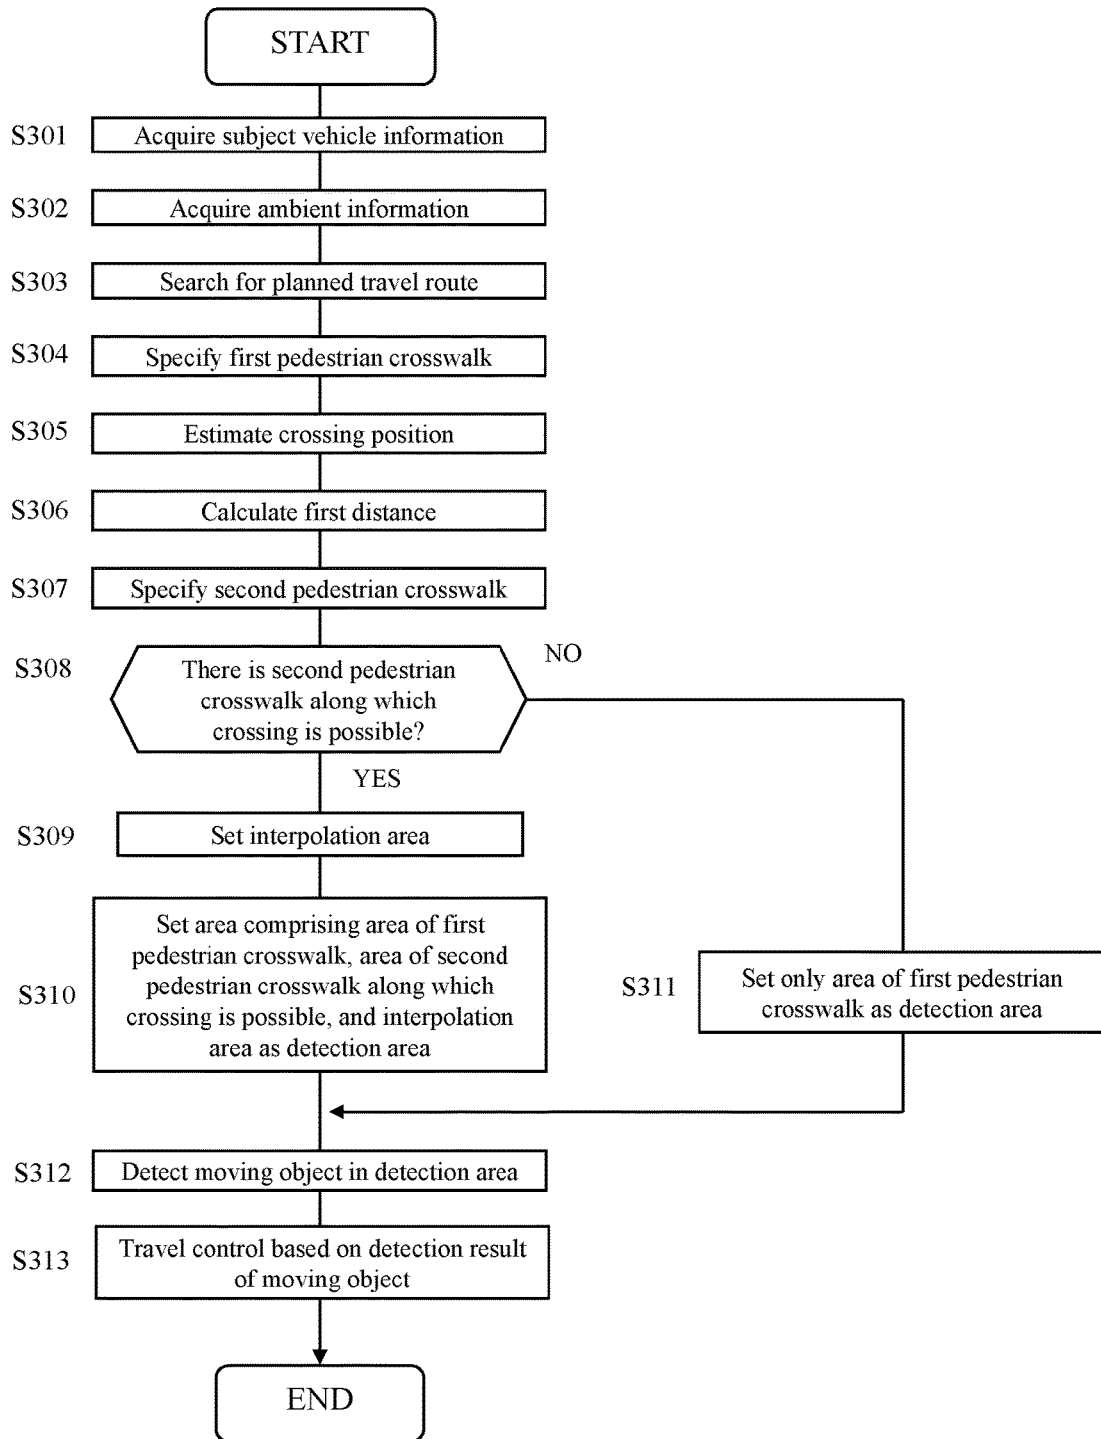 START
S301
Acquire subject vehicle information
S302
Acquire ambient information
S303
Search for planned travel route
S304
Specify first pedestrian crosswalk
S305
Estimate crossing position
S306
Calculate first distance
S307
Specify second pedestrian crosswalk
S308
There is second pedestrian
crosswalk along which
crossing is possible?
NO
YES
S309
Set interpolation area
S310
Set area comprising area of first
pedestrian crosswalk, area of second
pedestrian crosswalk along which
crossing is possible, and interpolation
area as detection area
S311
Set only area of first pedestrian
crosswalk as detection area
S312
Detect moving object in detection area
S313
Travel control based on detection result
of moving object
END